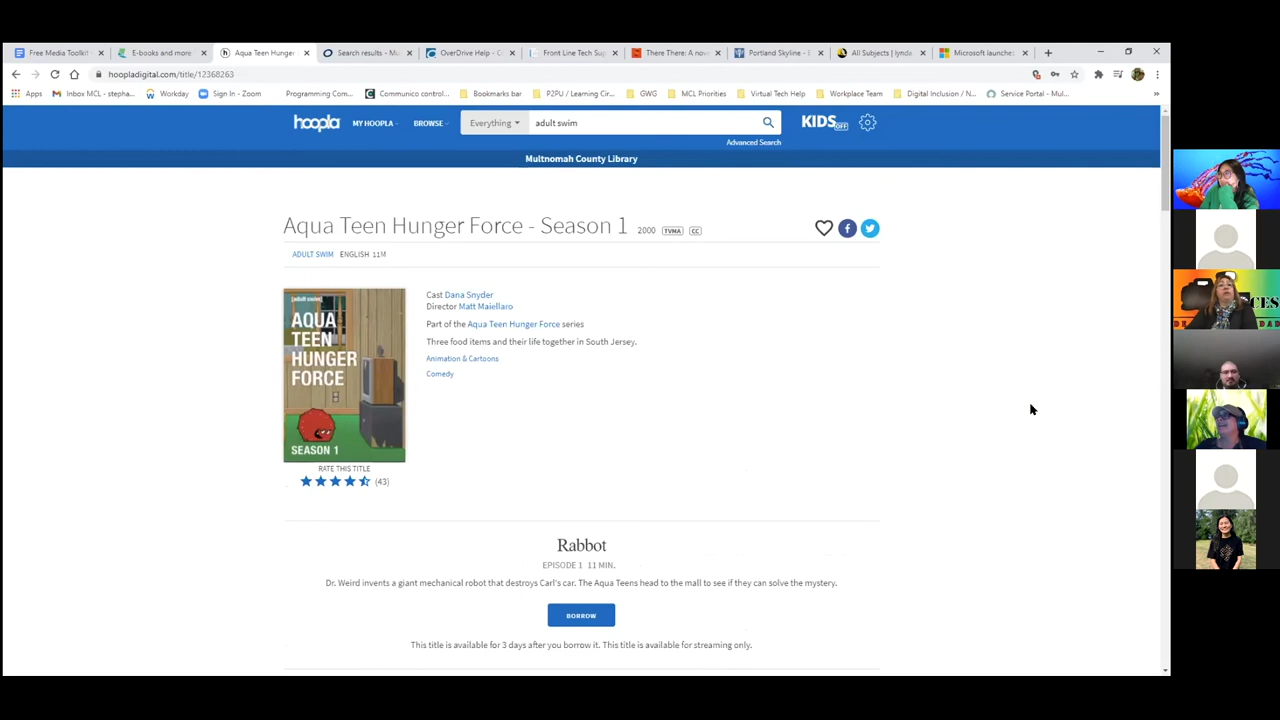 Free Media Toolkit
E-books and more
Aqua Teen Hunger
Search results - Mu
OverDrive Help - C
Front Line Tech Sup
There There: A nove
Portland Skyline - E
All Subjects | lynda
Microsoft launches
hoopladigital.com/title/12368263
Apps
Inbox MCL - stepha...
Workday
Sign In - Zoom
Programming Com...
Communico control...
Bookmarks bar
P2PU / Learning Cir...
GWG
MCL Priorities
Virtual Tech Help
Workplace Team
Digital Inclusion / N...
Service Portal - Mul...
hoopla
MY HOOPLA
BROWSE
Everything
adult swim
KIDS OFF
Advanced Search
Multnomah County Library
Aqua Teen Hunger Force - Season 1 2000 TVMA CC
ADULT SWIM ENGLISH 11M
[adult swim]
AQUA
TEEN
HUNGER
FORCE
SEASON 1
Cast Dana Snyder
Director Matt Maiellaro
Part of the Aqua Teen Hunger Force series
Three food items and their life together in South Jersey.
Animation & Cartoons
Comedy
RATE THIS TITLE
(43)
Rabbot
EPISODE 1 11 MIN.
Dr. Weird invents a giant mechanical robot that destroys Carl's car. The Aqua Teens head to the mall to see if they can solve the mystery.
BORROW
This title is available for 3 days after you borrow it. This title is available for streaming only.